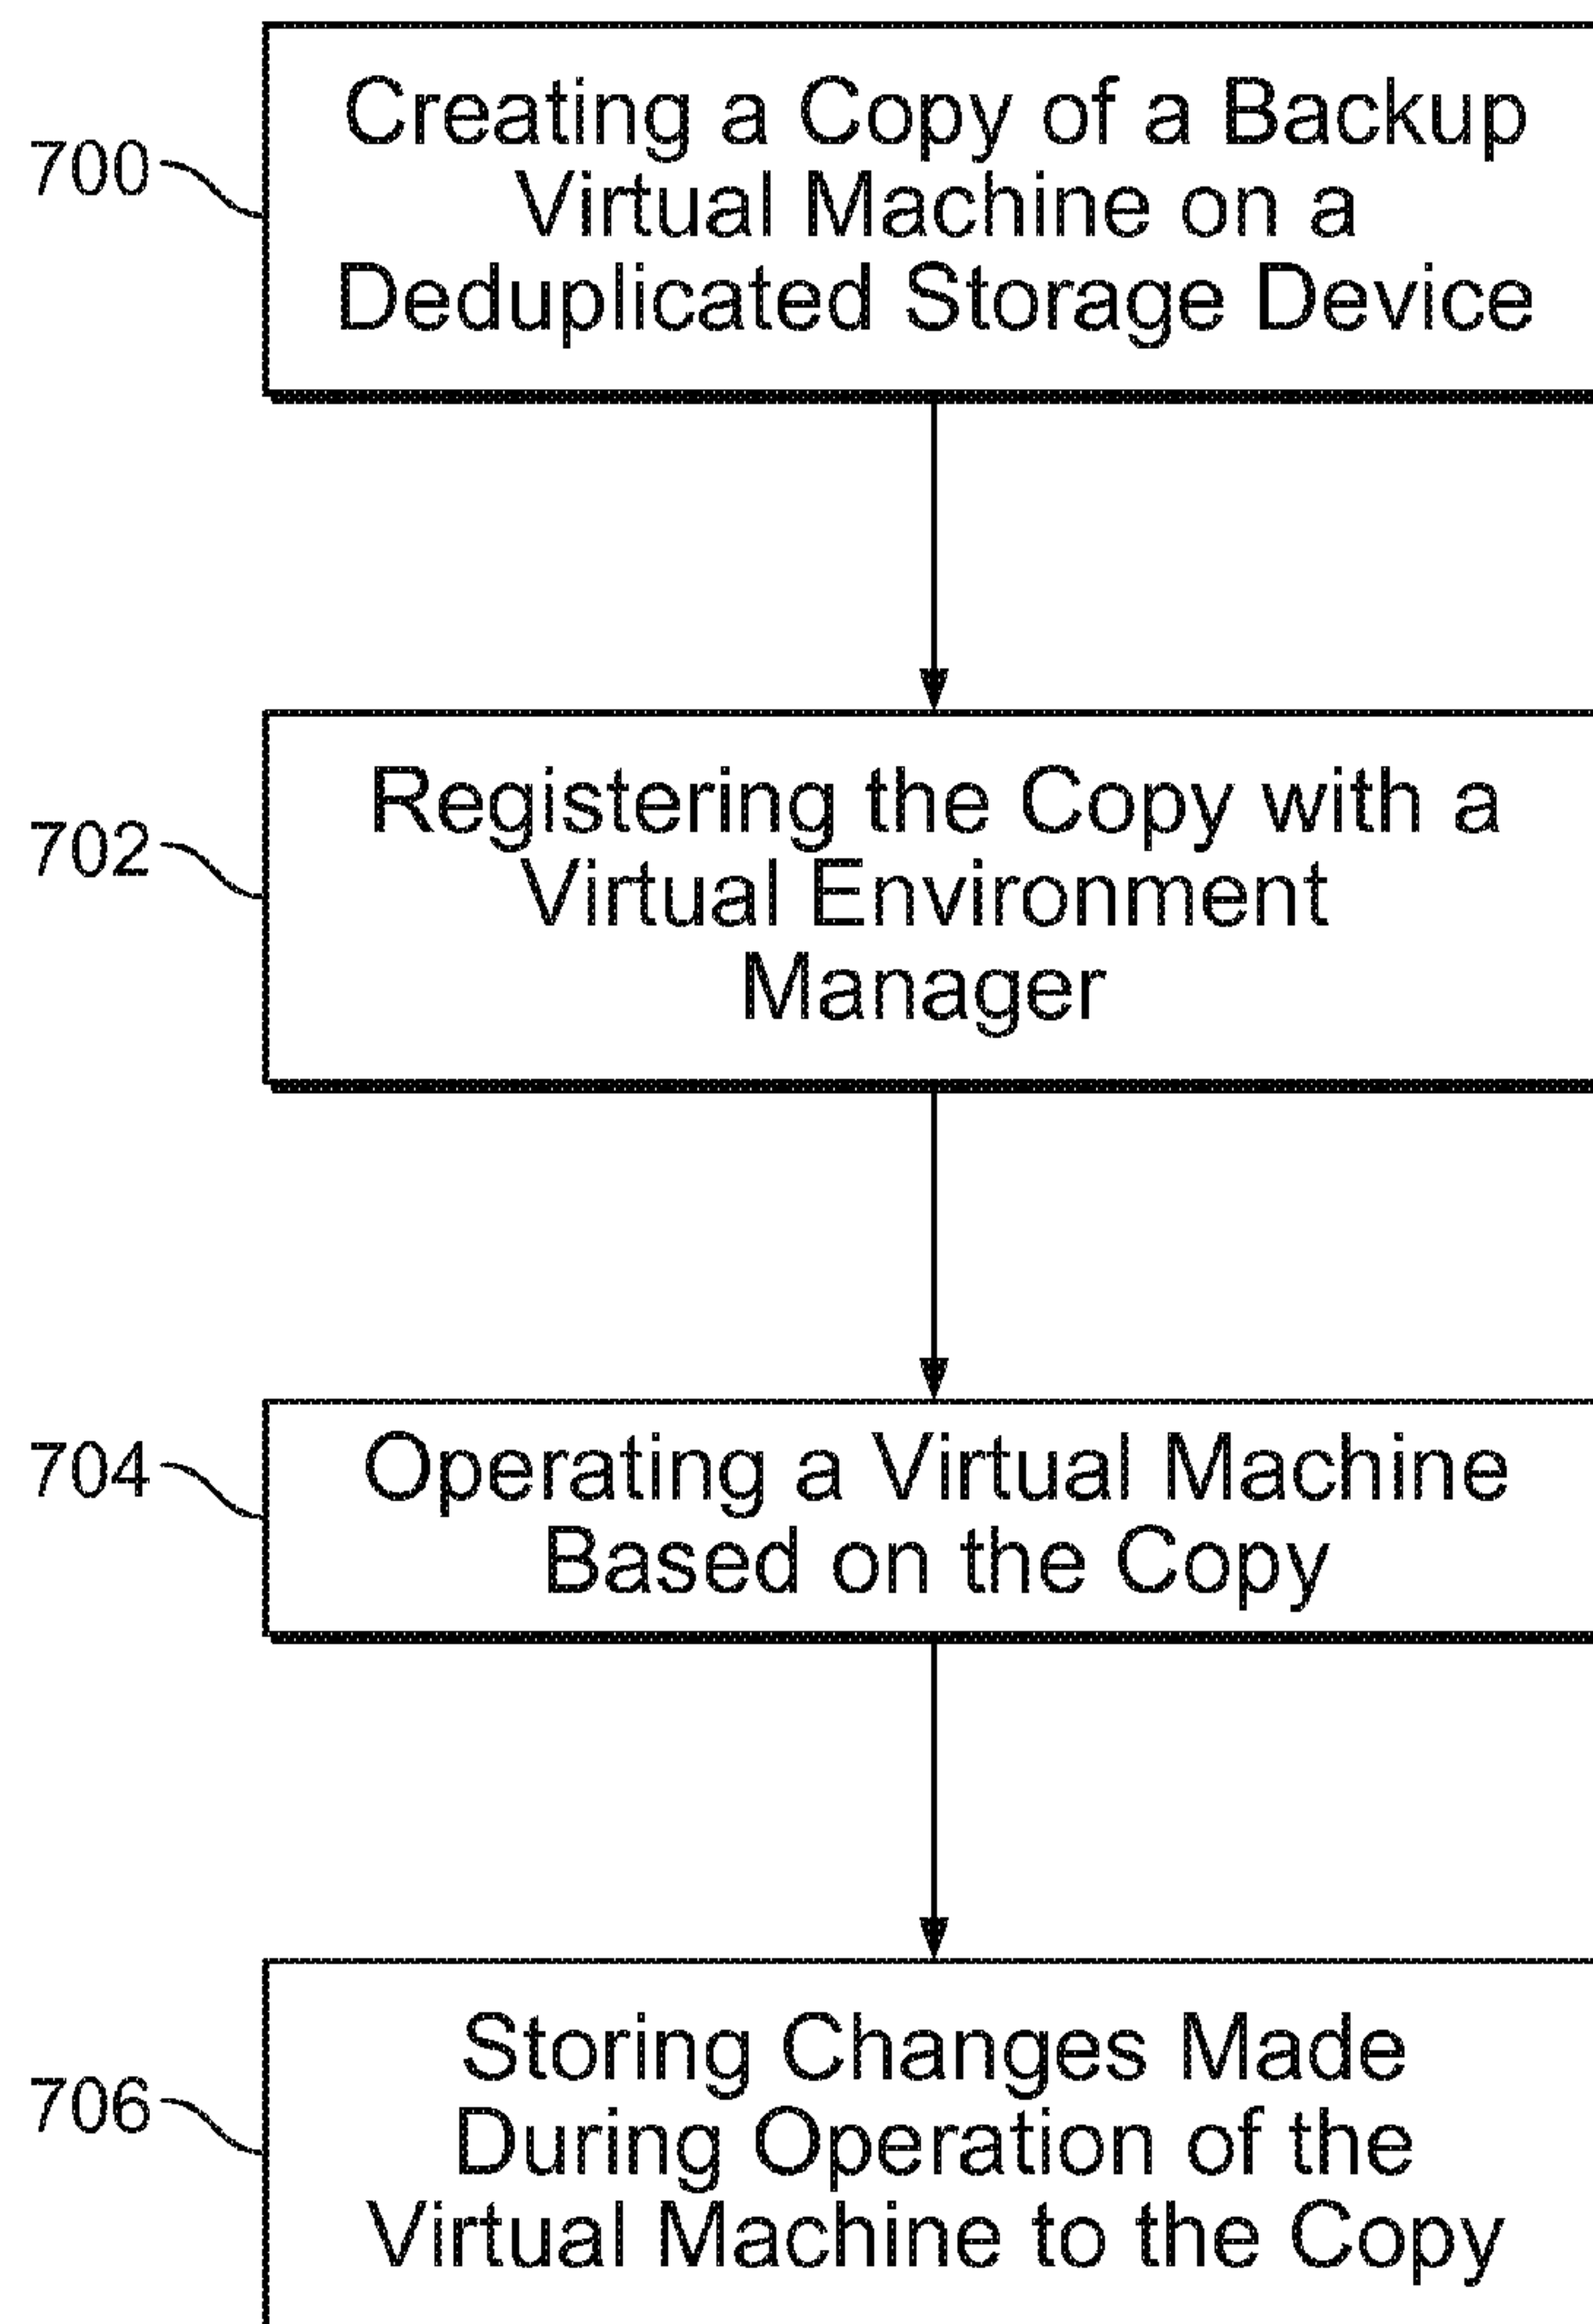 700
Creating a Copy of a Backup
Virtual Machine on a
Deduplicated Storage Device
702
Registering the Copy with a
Virtual Environment
Manager
704
Operating a Virtual Machine
Based on the Copy
706
Storing Changes Made
During Operation of the
Virtual Machine to the Copy